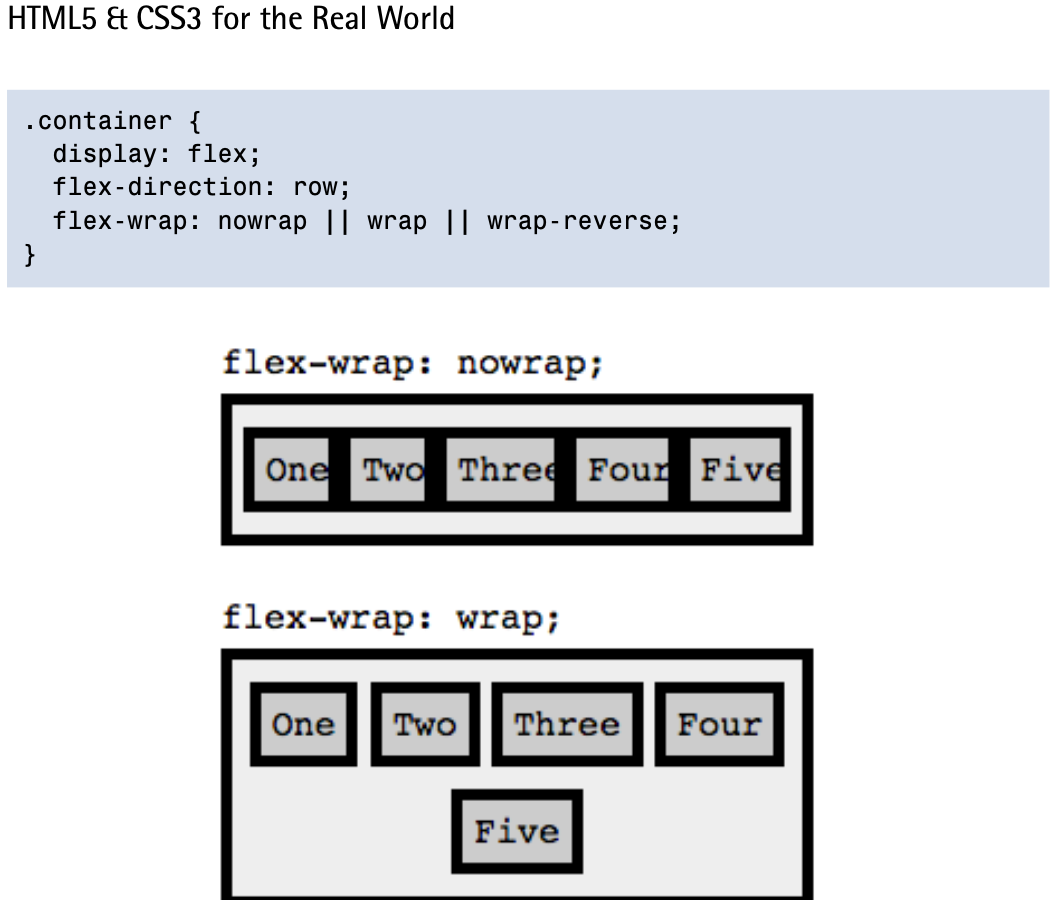 HTML5 & CSS3 for the Real World
.container {
  display: flex;
  flex-direction: row;
  flex-wrap: nowrap || wrap || wrap-reverse;
}
flex-wrap: nowrap;
One Two Three Four Five
flex-wrap: wrap;
One Two Three Four
Five